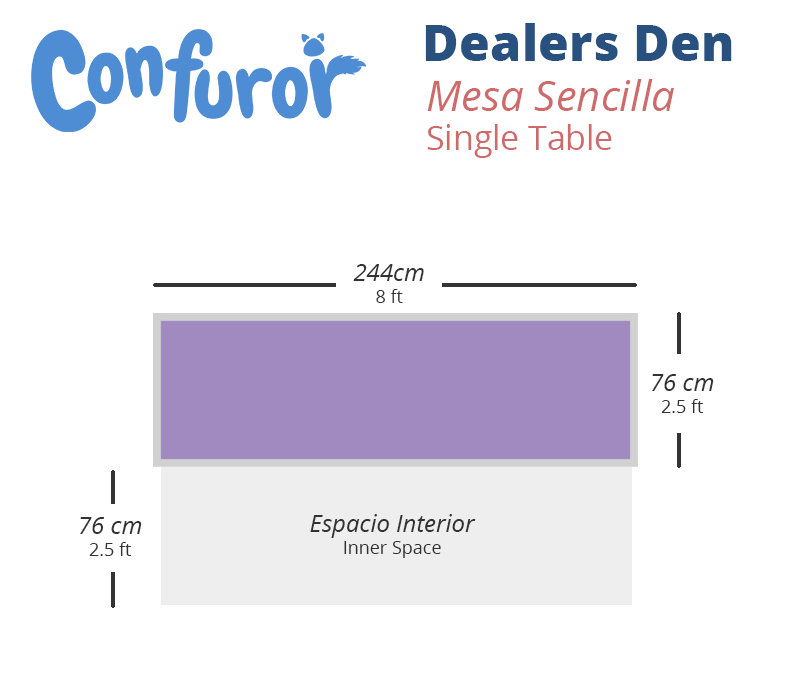 Confuror
Dealers Den
Mesa Sencilla
Single Table
244cm
8 ft
76 cm
2.5 ft
76 cm
2.5 ft
Espacio Interior
Inner Space